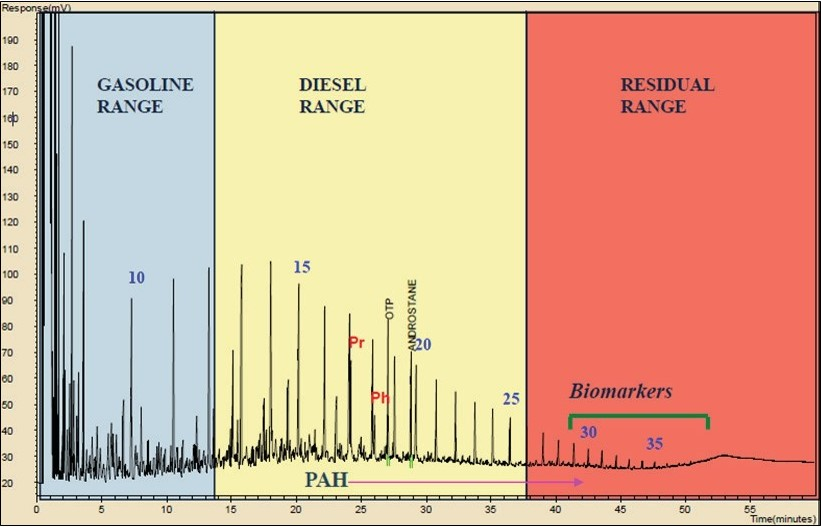 Response(mV)
190
180
170
160
150
140
130
120
110
100
90
80
70
60
50
40
30
20
GASOLINE
RANGE
DIESEL
RANGE
RESIDUAL
RANGE
10
15
Pr
OTP
ANDROSTANE
20
Ph
25
Biomarkers
30
35
PAH
0
5
10
15
20
25
30
35
40
45
50
55
Time(minutes)